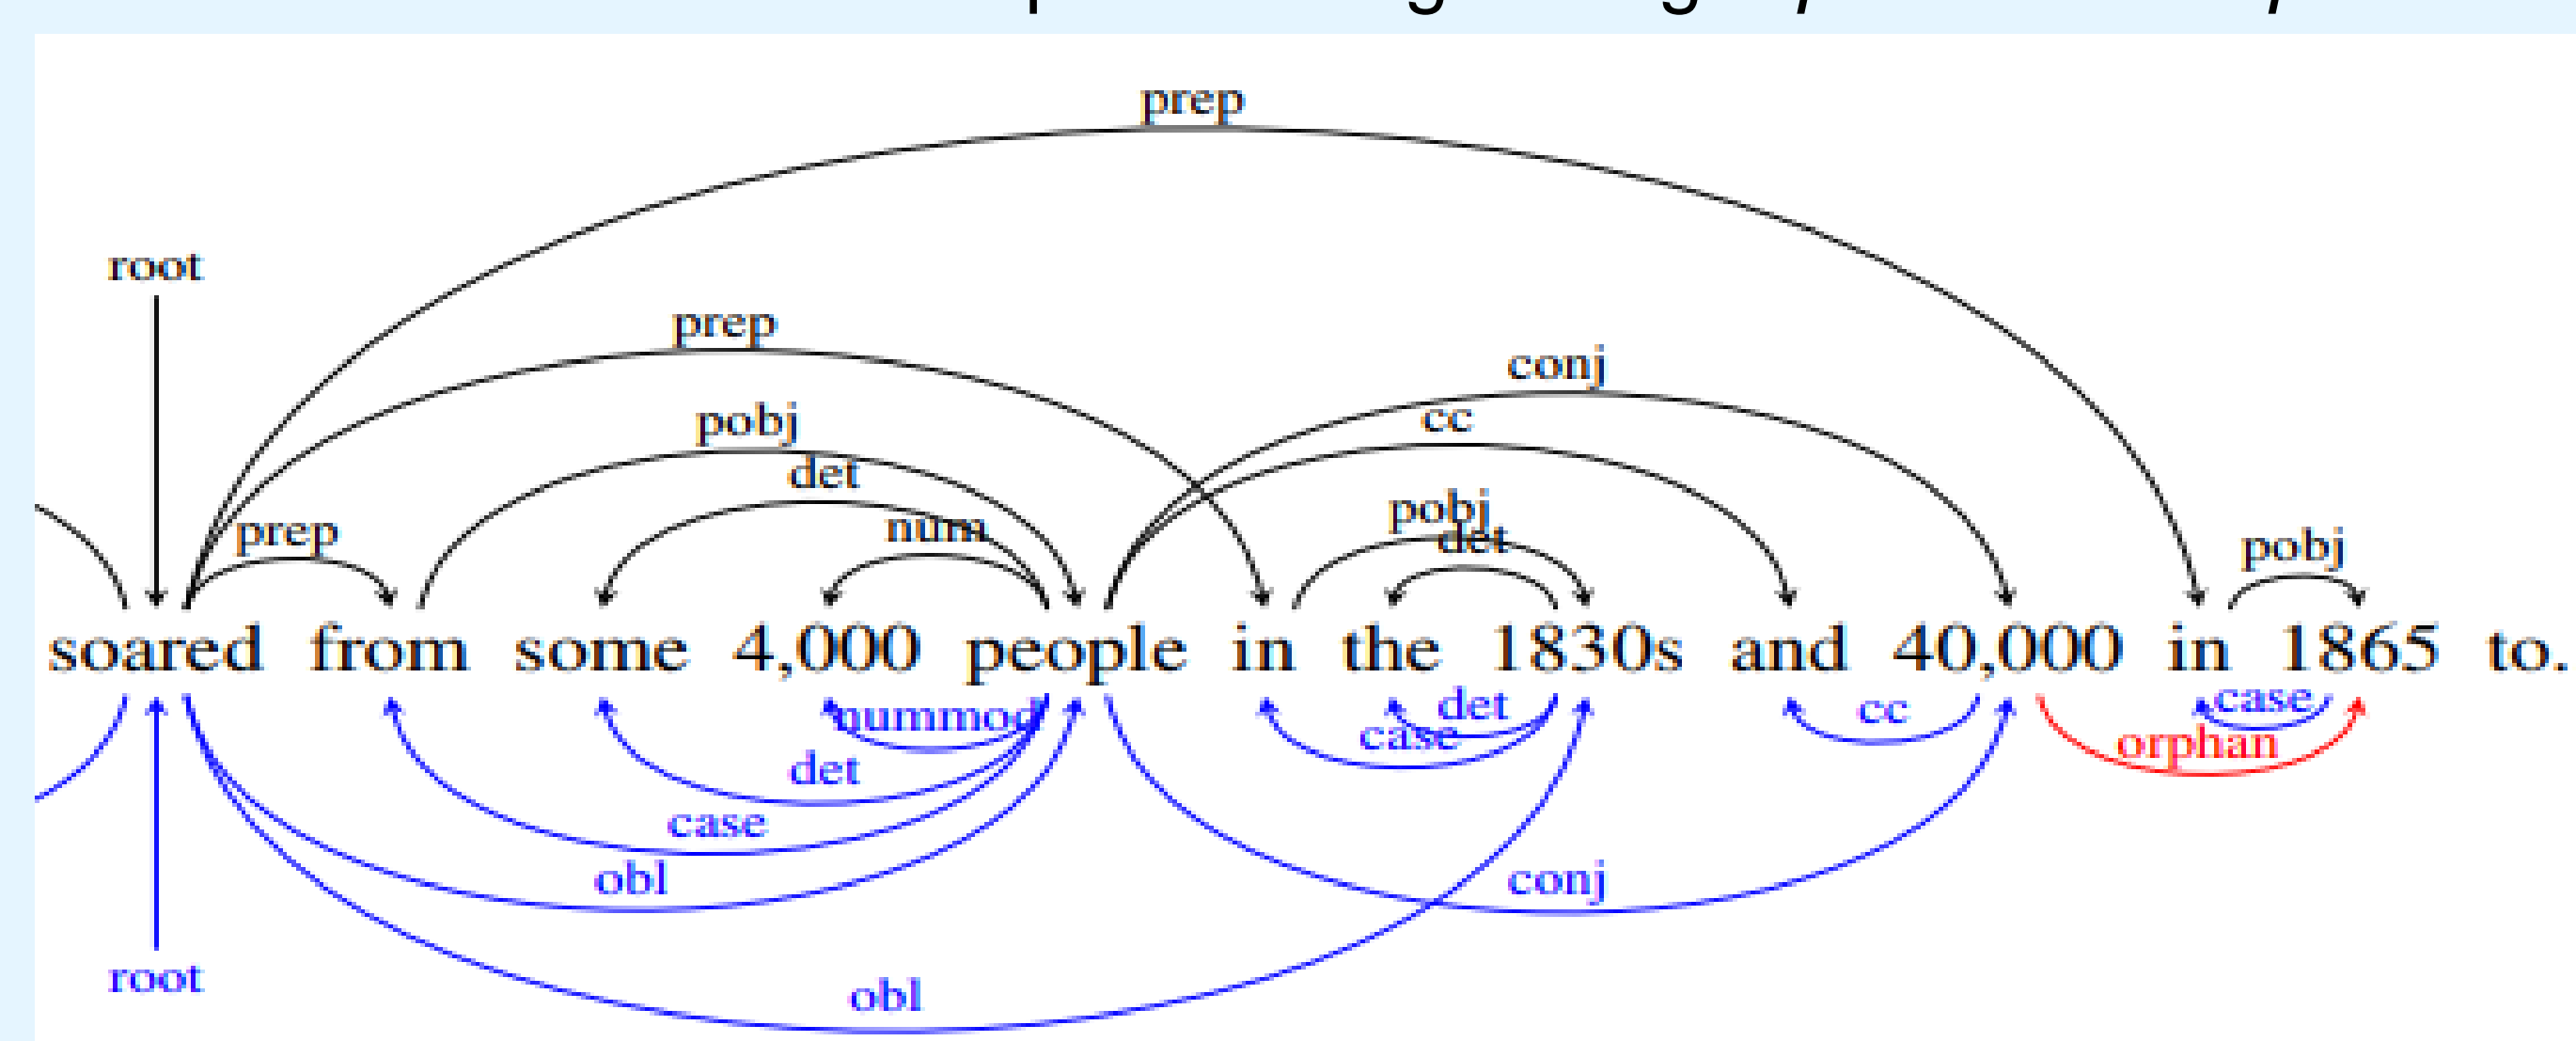 prep
root
prep
conj
pobj
cc
det
pobj
prep
num
det
pobj
soared from some 4,000 people in the 1830s and 40,000 in 1865 to.
nummod
det
cc
case
case
orphan
det
case
obl
conj
root
obl